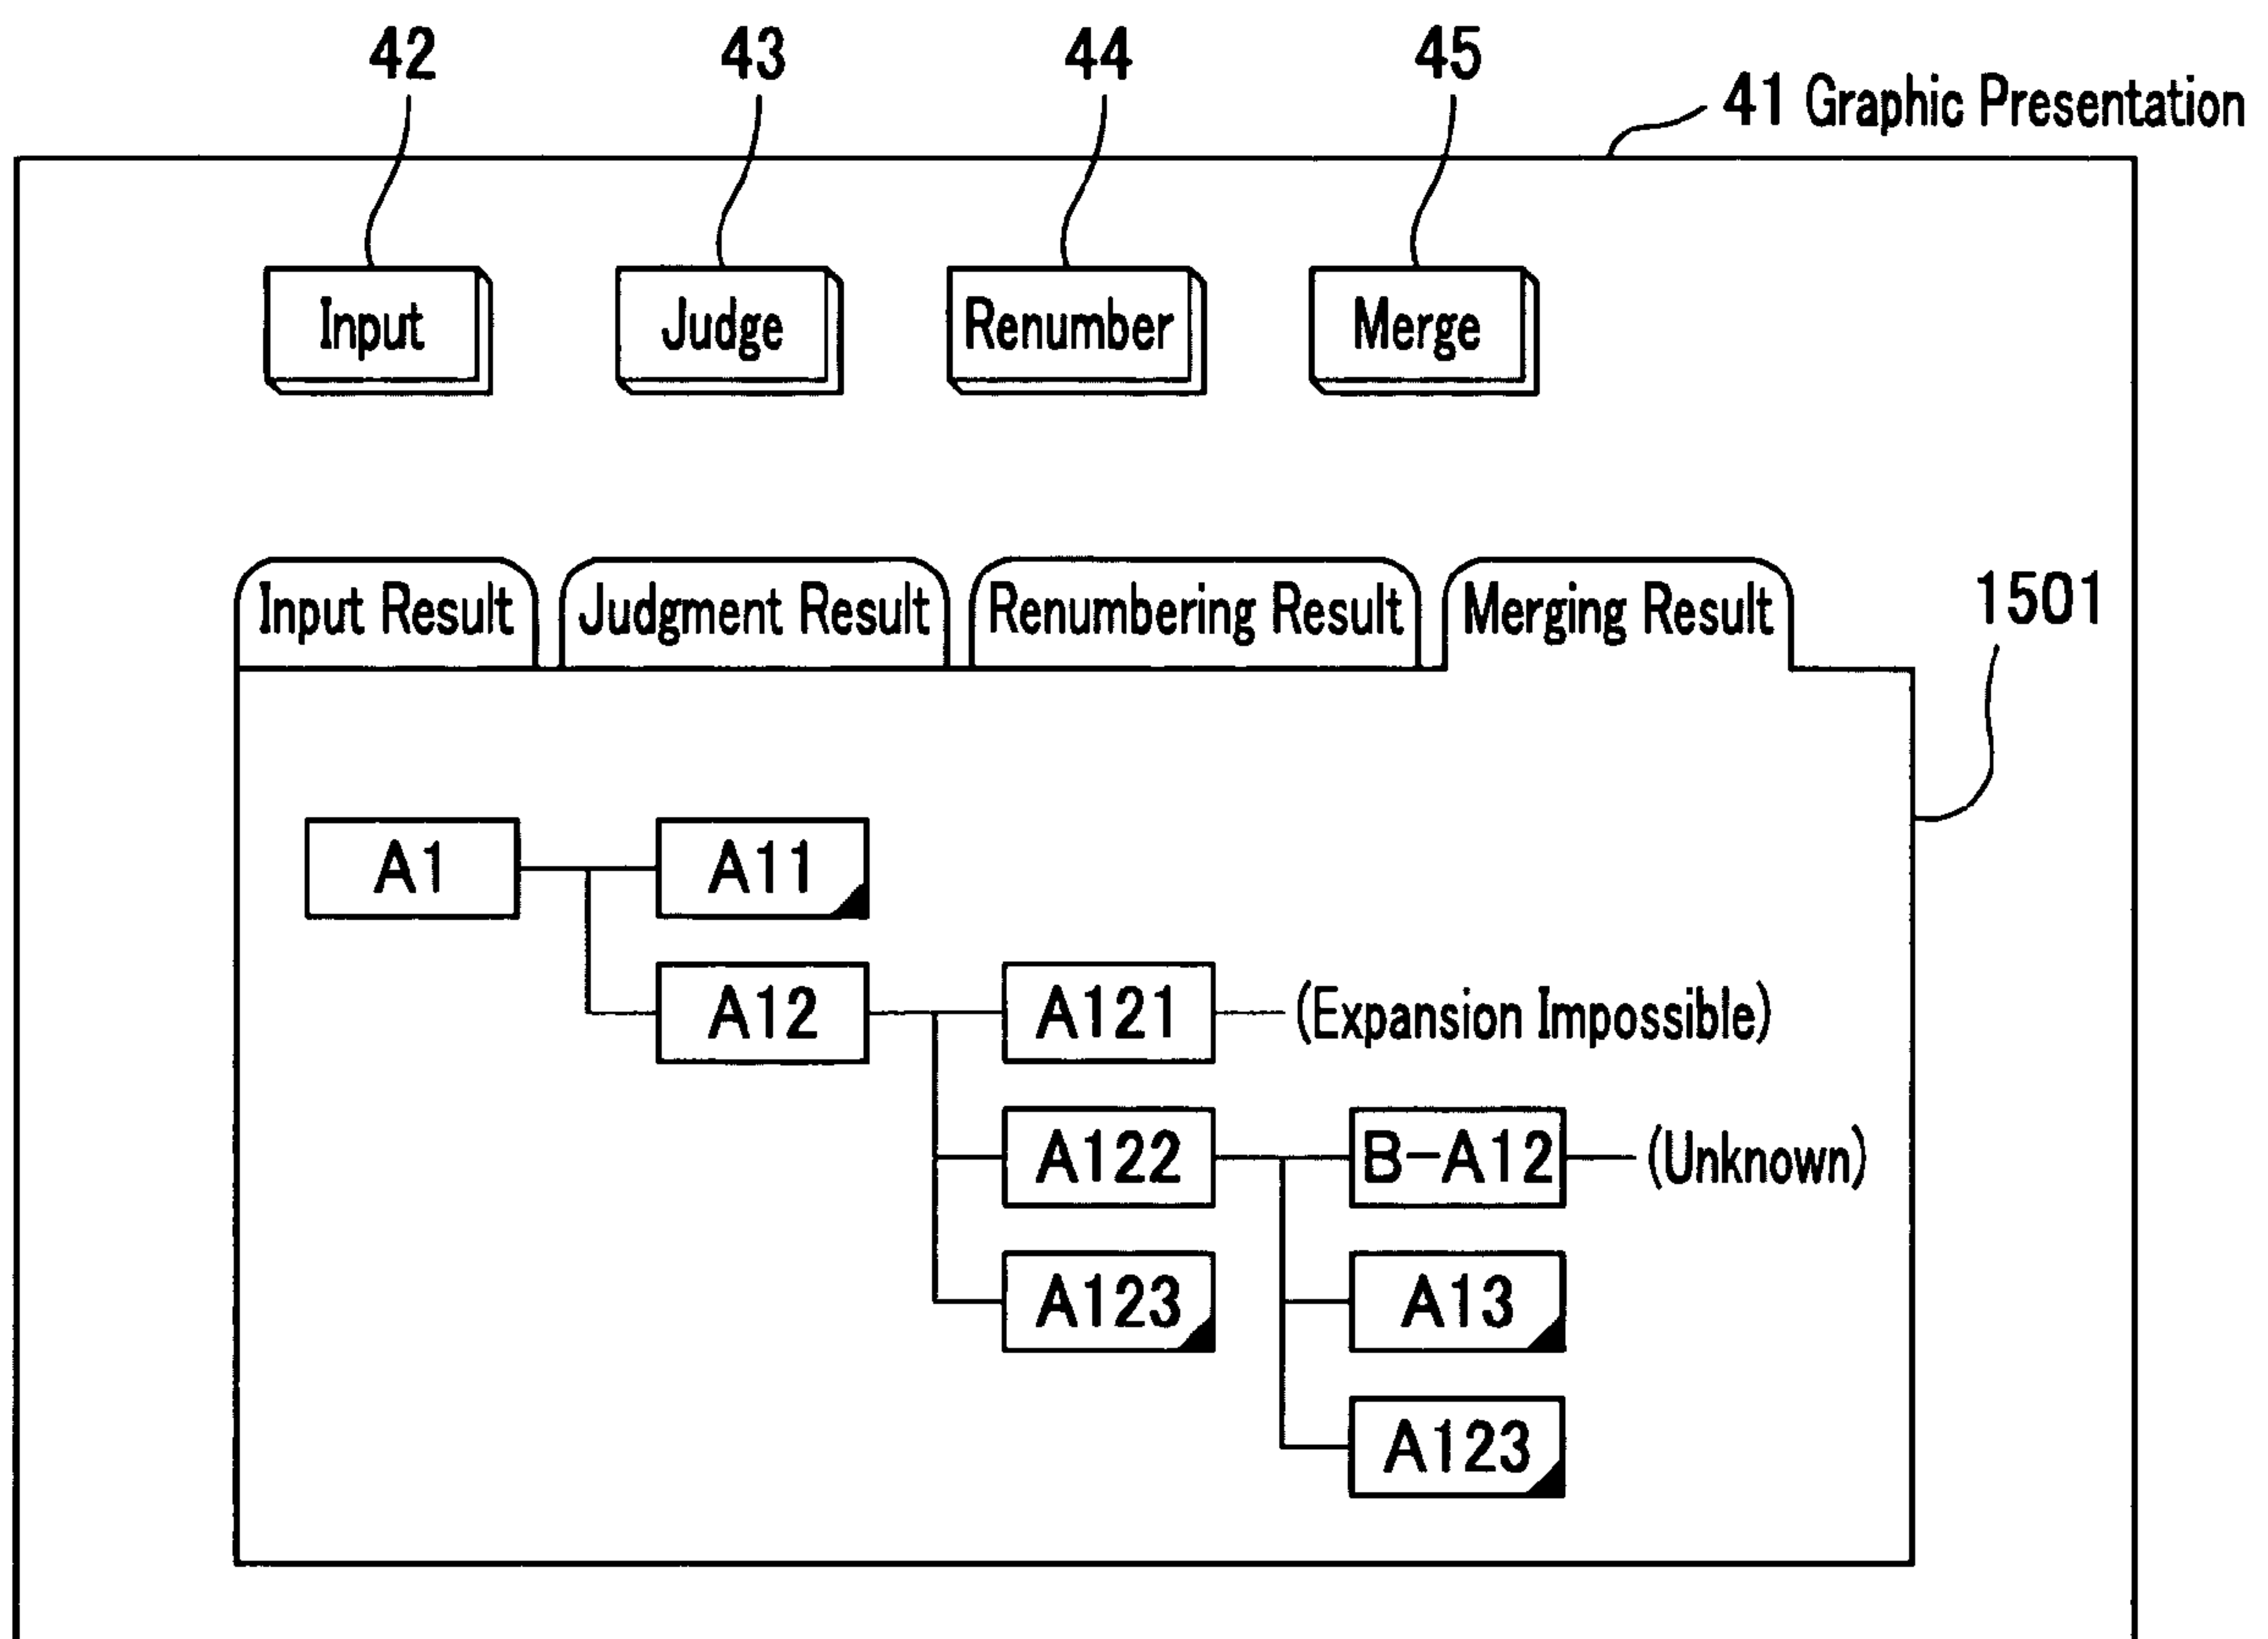 42 43 44 45
41 Graphic Presentation
Input Judge Renumber Merge
Input Result Judgment Result Renumbering Result Merging Result
1501
A1 A11
A12 A121 (Expansion Impossible)
A122 B-A12 (Unknown)
A123 A13
A123